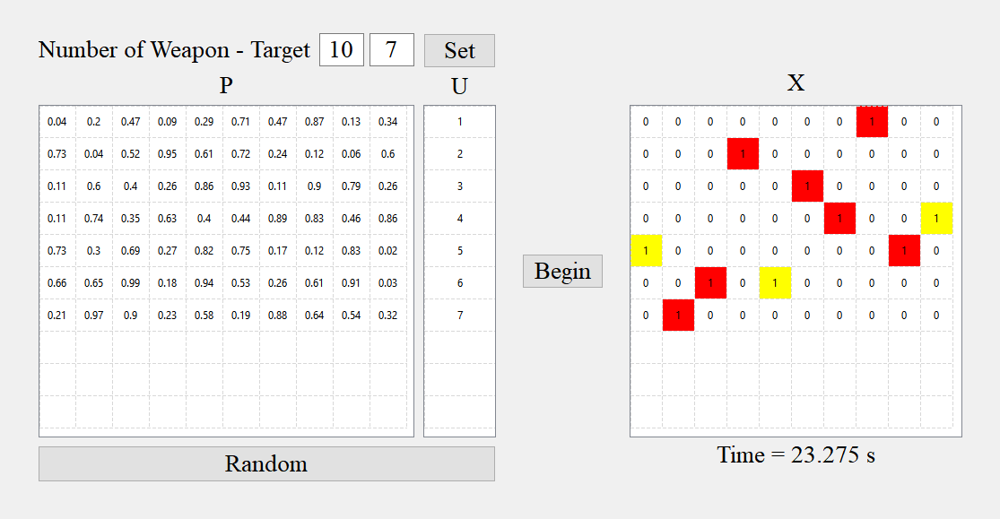 Number of Weapon - Target 10 7 Set
P U X
0.04 0.2 0.47 0.09 0.29 0.71 0.47 0.87 0.13 0.34 1 0 0 0 0 0 0 0 1 0 0
0.73 0.04 0.52 0.95 0.61 0.72 0.24 0.12 0.06 0.6 2 0 0 0 1 0 0 0 0 0 0
0.11 0.6 0.4 0.26 0.86 0.93 0.11 0.9 0.79 0.26 3 0 0 0 0 0 1 0 0 0 0
0.11 0.74 0.35 0.63 0.4 0.44 0.89 0.83 0.46 0.86 4 0 0 0 0 0 0 1 0 0 1
0.73 0.3 0.69 0.27 0.82 0.75 0.17 0.12 0.83 0.02 5 1 0 0 0 0 0 0 0 1 0
Begin
0.66 0.65 0.99 0.18 0.94 0.53 0.26 0.61 0.91 0.03 6 0 0 1 0 1 0 0 0 0 0
0.21 0.97 0.9 0.23 0.58 0.19 0.88 0.64 0.54 0.32 7 0 1 0 0 0 0 0 0 0 0
Random
Time = 23.275 s